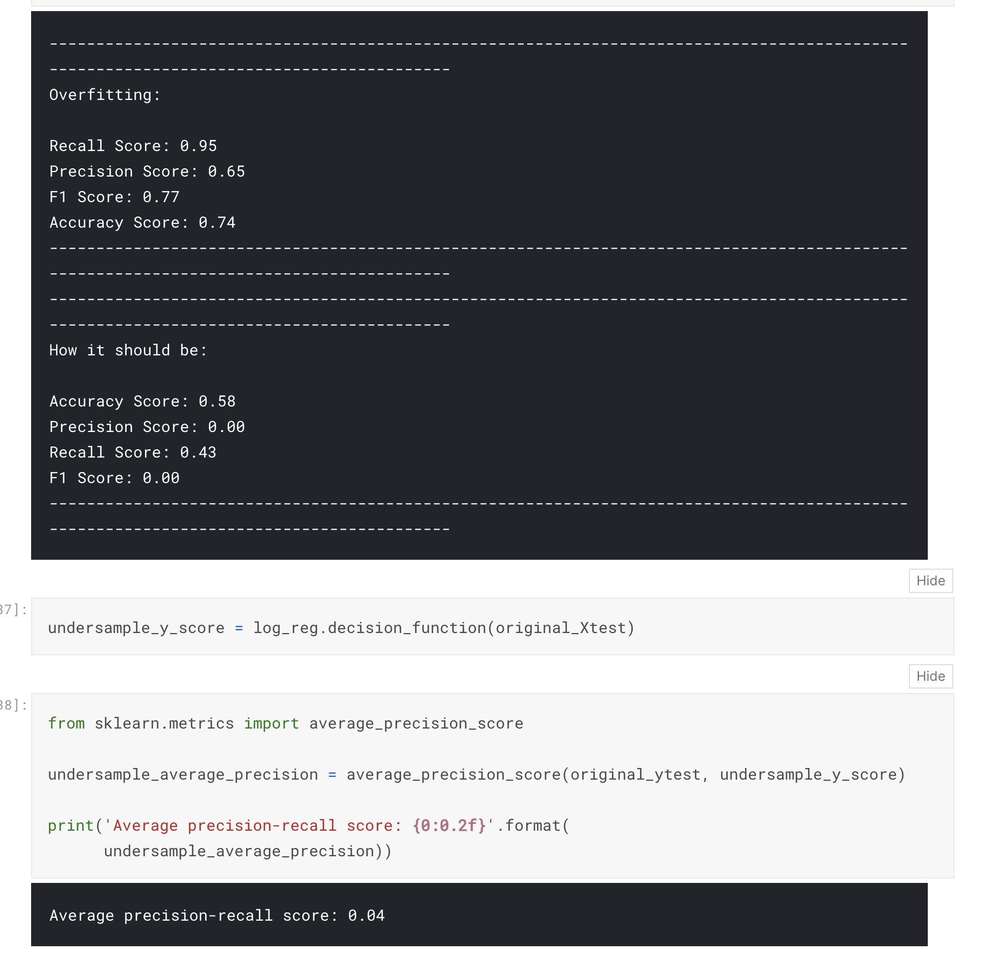 --------------------------------------------------------------------------------------------
-------------------------------------------
Overfitting:
Recall Score: 0.95
Precision Score: 0.65
F1 Score: 0.77
Accuracy Score: 0.74
--------------------------------------------------------------------------------------------
-------------------------------------------
--------------------------------------------------------------------------------------------
-------------------------------------------
How it should be:
Accuracy Score: 0.58
Precision Score: 0.00
Recall Score: 0.43
F1 Score: 0.00
--------------------------------------------------------------------------------------------
-------------------------------------------
Hide
37]:
undersample_y_score = log_reg.decision_function(original_Xtest)
Hide
38]:
from sklearn.metrics import average_precision_score
undersample_average_precision = average_precision_score(original_ytest, undersample_y_score)
print('Average precision-recall score: {0:0.2f}'.format(
      undersample_average_precision))
Average precision-recall score: 0.04